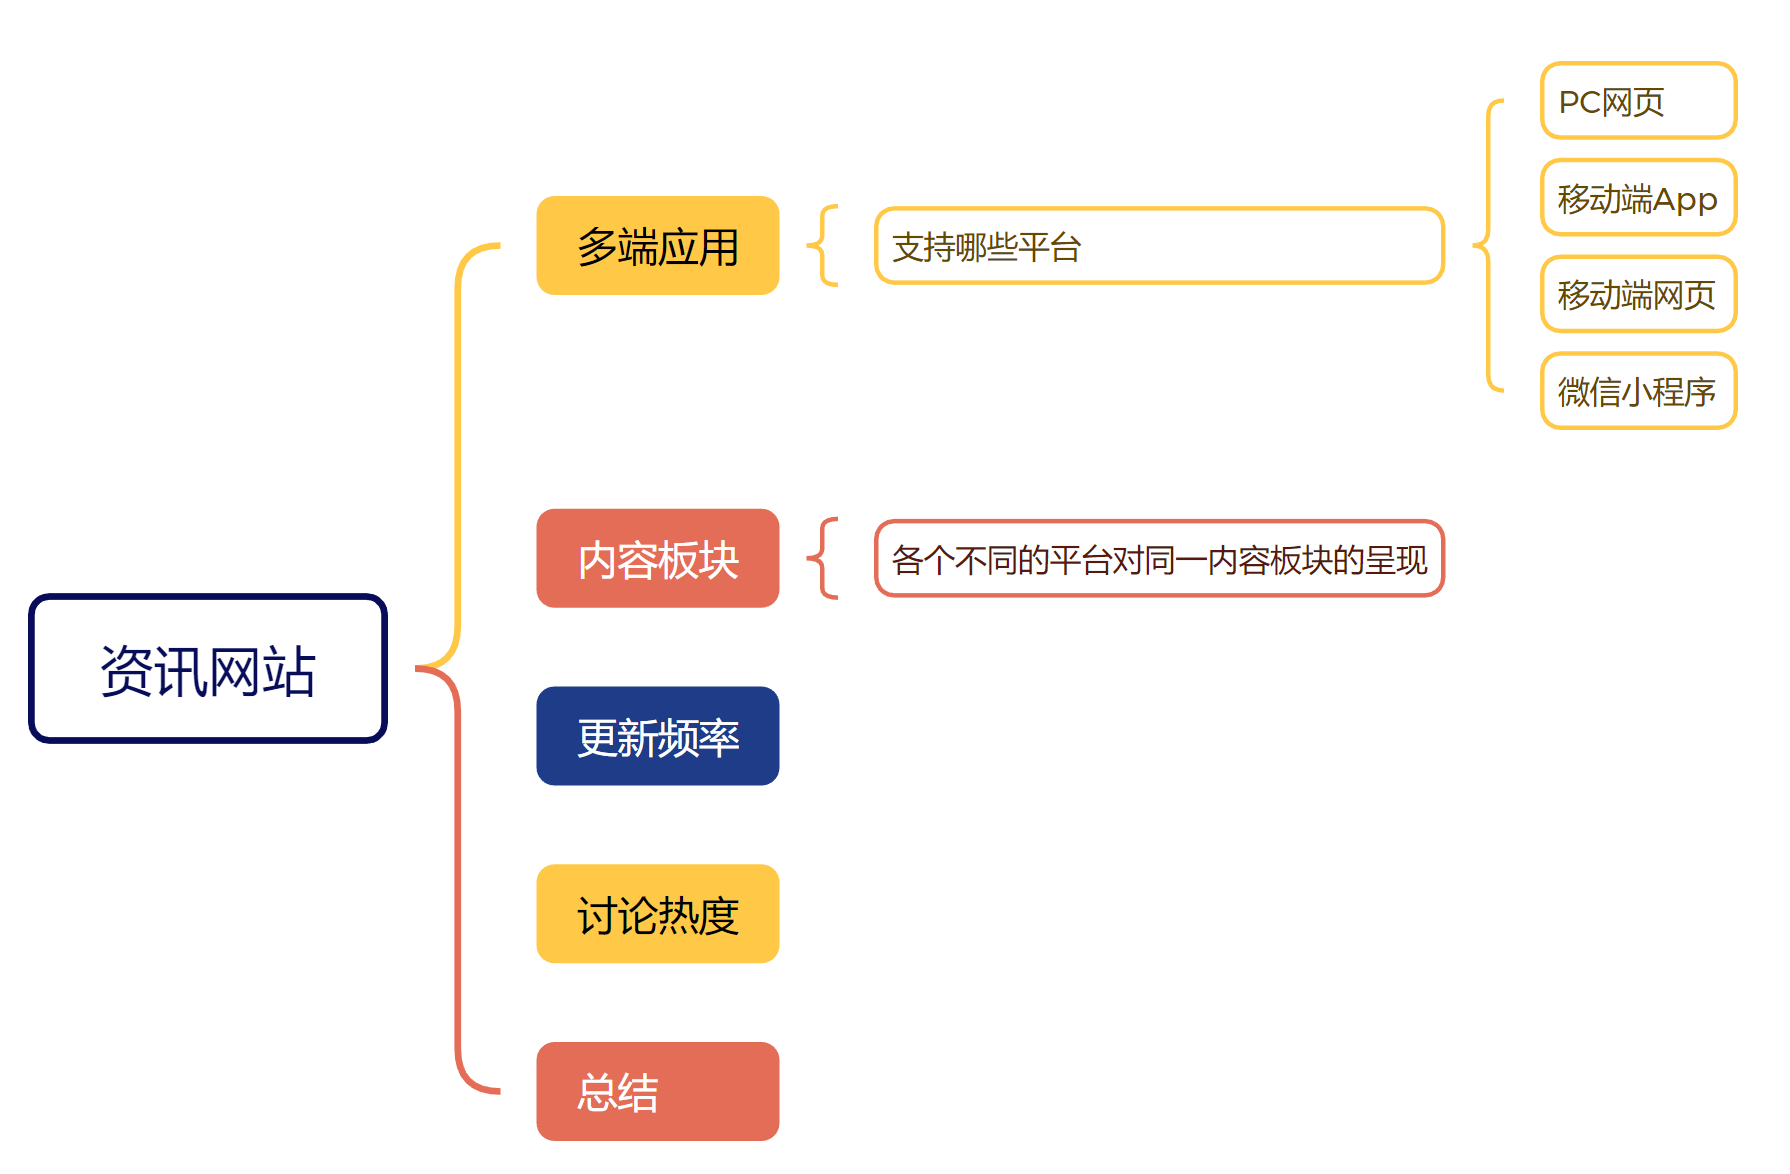 资讯网站
多端应用
支持哪些平台
PC网页
移动端App
移动端网页
微信小程序
内容板块
各个不同的平台对同一内容板块的呈现
更新频率
讨论热度
总结